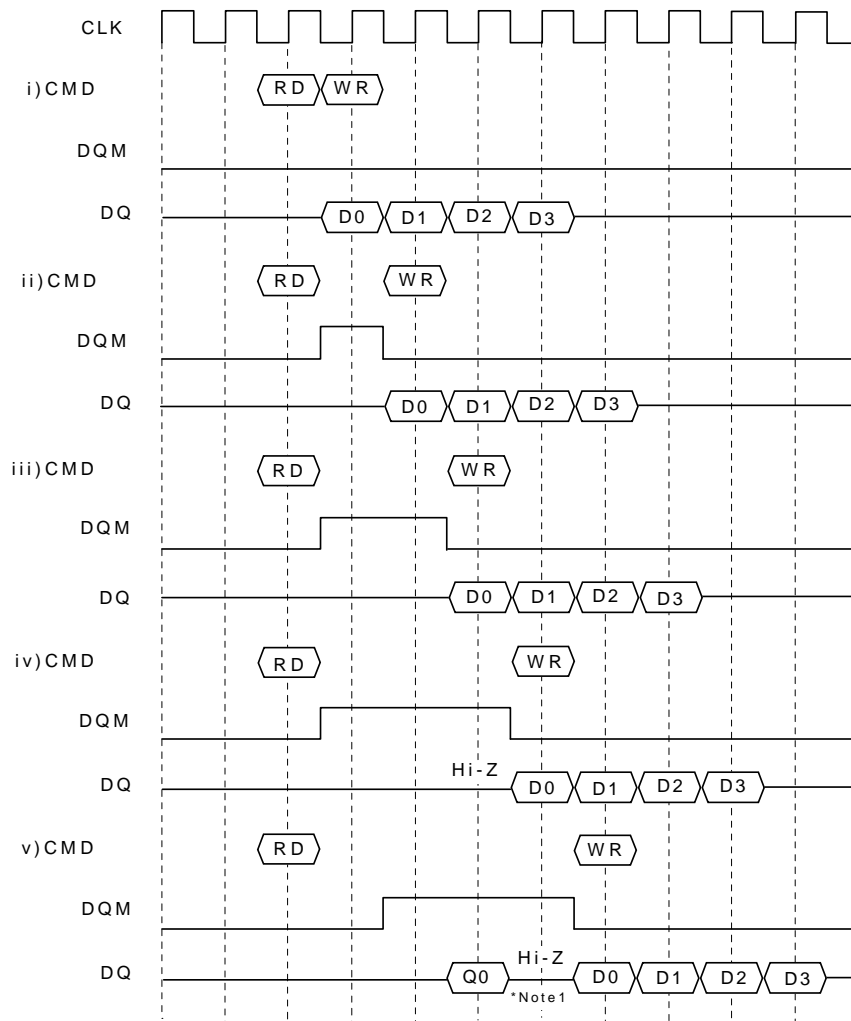 CLK
i)CMD RD WR
DQM
DQ D0 D1 D2 D3
ii)CMD RD WR
DQM
DQ D0 D1 D2 D3
iii)CMD RD WR
DQM
DQ D0 D1 D2 D3
iv)CMD RD WR
DQM
Hi-Z
DQ D0 D1 D2 D3
v)CMD RD WR
DQM
Hi-Z
DQ Q0 D0 D1 D2 D3
*Note1